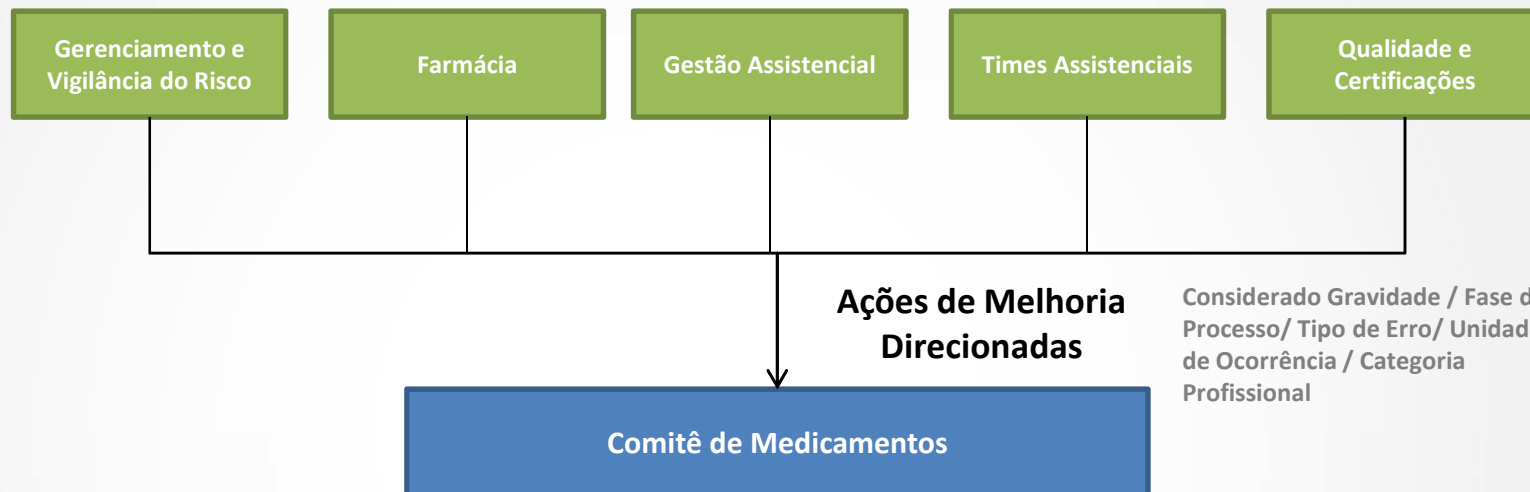 Gerenciamento e
Vigilância do Risco
Farmácia
Gestão Assistencial
Times Assistenciais
Qualidade e
Certificações
Ações de Melhoria
Direcionadas
Considerado Gravidade / Fase d
Processo/ Tipo de Erro/ Unidad
de Ocorrência / Categoria
Profissional
Comitê de Medicamentos